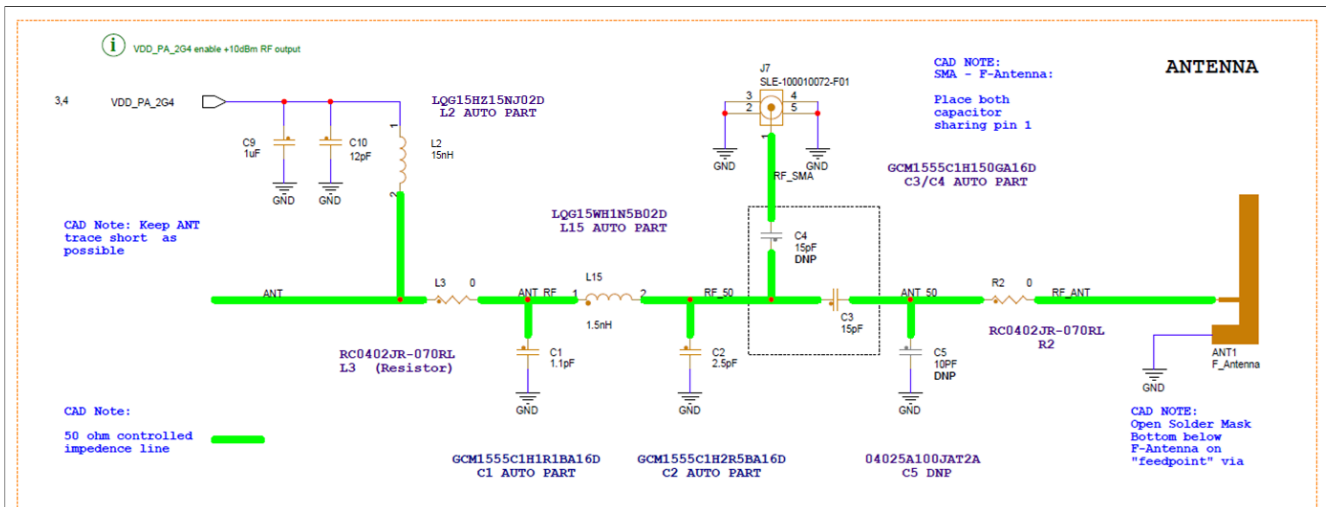 i VDD_PA_2G4 enable +10dBm RF output
ANTENNA
3,4 VDD_PA_2G4
LQG15HZ15NJ02D
L2 AUTO PART
1
L2
15nH
2
C9
1uF
C10
12pF
GND
GND
J7
SLE-100010072-F01
3
4
2
5
1
GND
GND
RF_SMA
CAD NOTE:
SMA - F-Antenna:
Place both
capacitor
sharing pin 1
GCM1555C1H150GA16D
C3/C4 AUTO PART
CAD Note: Keep ANT
trace short as
possible
LQG15WH1N5B02D
L15 AUTO PART
C4
15pF
DNP
ANT
L3 0
ANT_RF
1 L15 2
1.5nH
RF_50
C3
15pF
ANT_50
R2 0
RF_ANT
RC0402JR-070RL
L3 (Resistor)
C1
1.1pF
GND
C2
2.5pF
GND
C5
10PF
DNP
GND
RC0402JR-070RL
R2
ANT1
F_Antenna
GND
CAD Note:
50 ohm controlled
impedence line
CAD NOTE:
Open Solder Mask
Bottom below
F-Antenna on
"feedpoint" via
GCM1555C1H1R1BA16D
C1 AUTO PART
GCM1555C1H2R5BA16D
C2 AUTO PART
04025A100JAT2A
C5 DNP